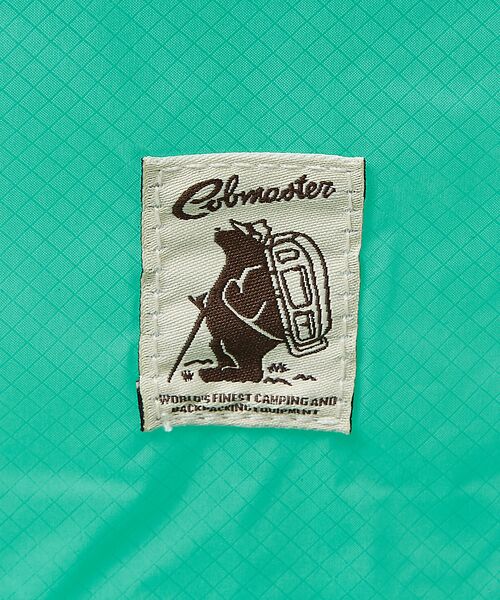 Cobmaster
WORLD'S FINEST CAMPING AND
BACKPACKING EQUIPMENT